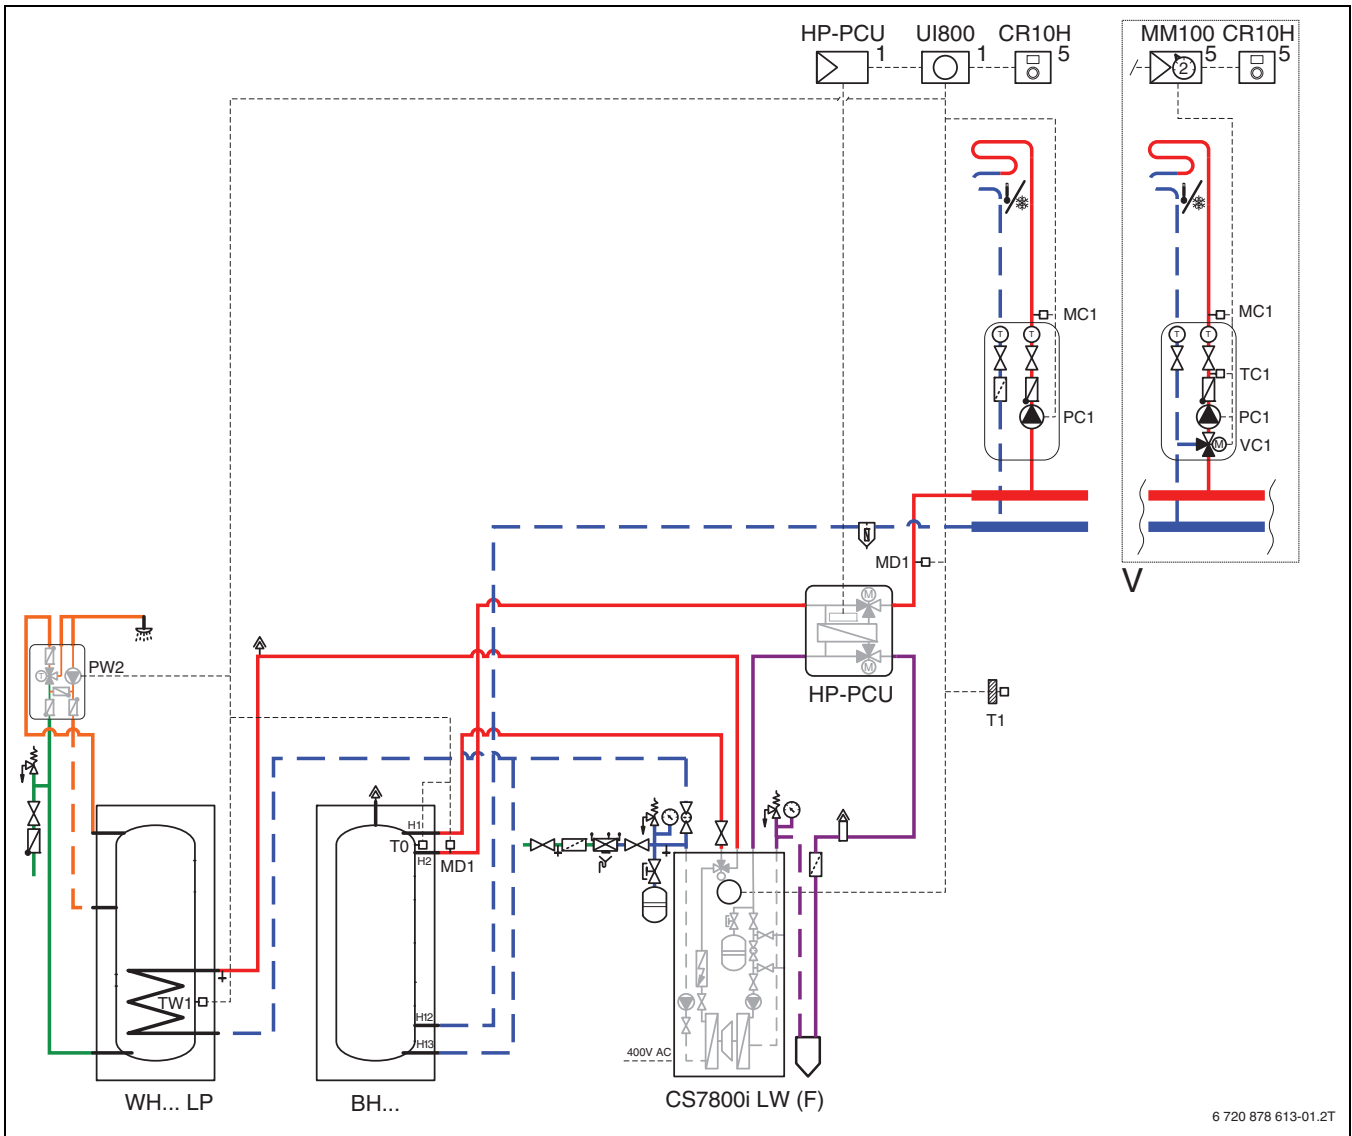 HP-PCU UI800 CR10H
1 1 5
MM100 CR10H
5 5
2
MC1
MC1
T T
T T
TC1
PC1
PC1
M VC1
MD1
V
M
PW2
T
M
HP-PCU
T1
H1
T0
H2 MD1
TW1
H12
H13
400V AC
WH... LP
BH...
CS7800i LW (F)
6 720 878 613-01.2T